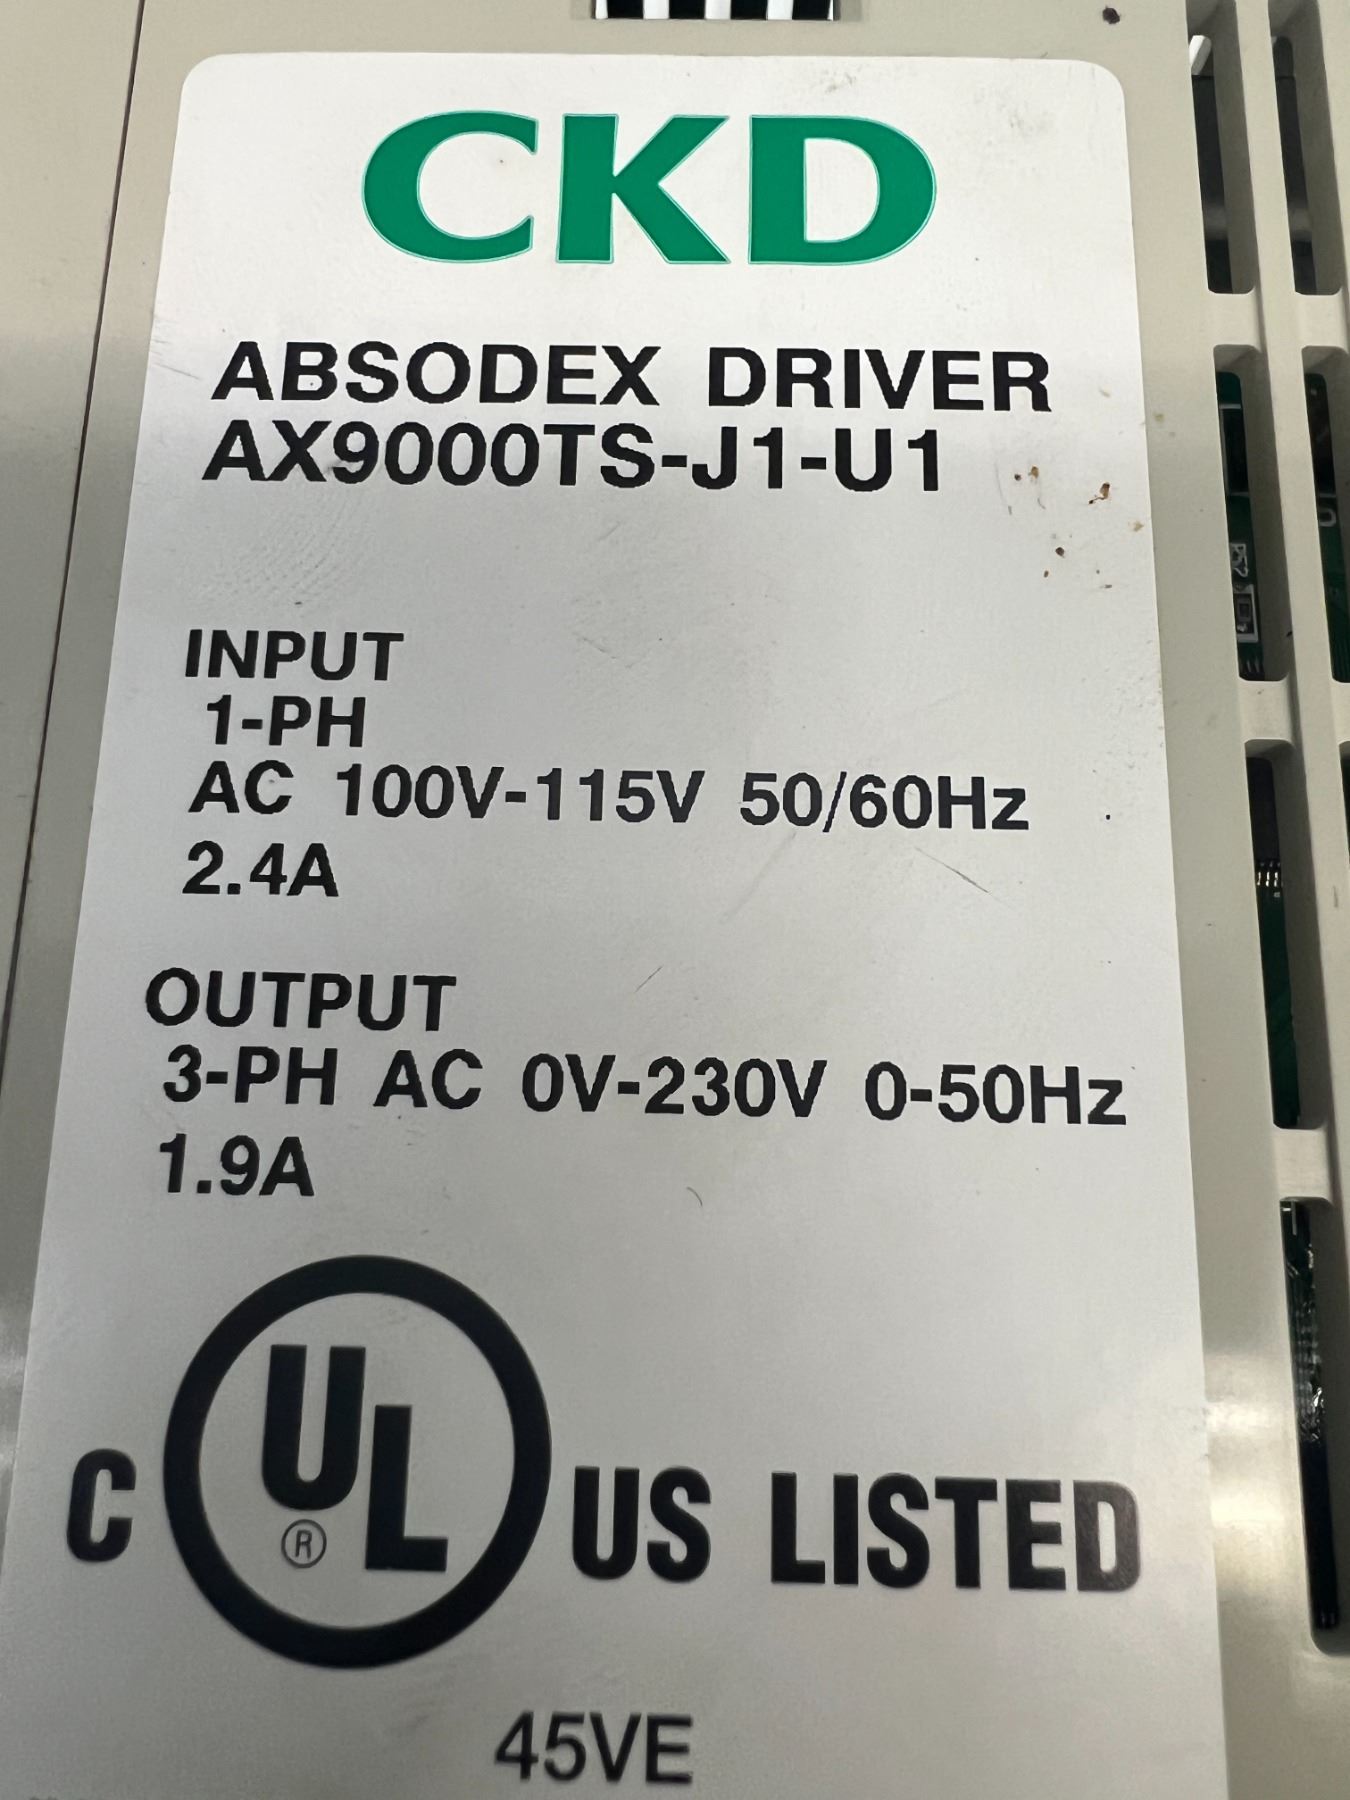 CKD
ABSODEX DRIVER
AX9000TS-J1-U1
INPUT
1-PH
AC 100V-115V 50/60Hz
2.4A
OUTPUT
3-PH AC 0V-230V 0-50Hz
1.9A
C UL® US LISTED
45VE